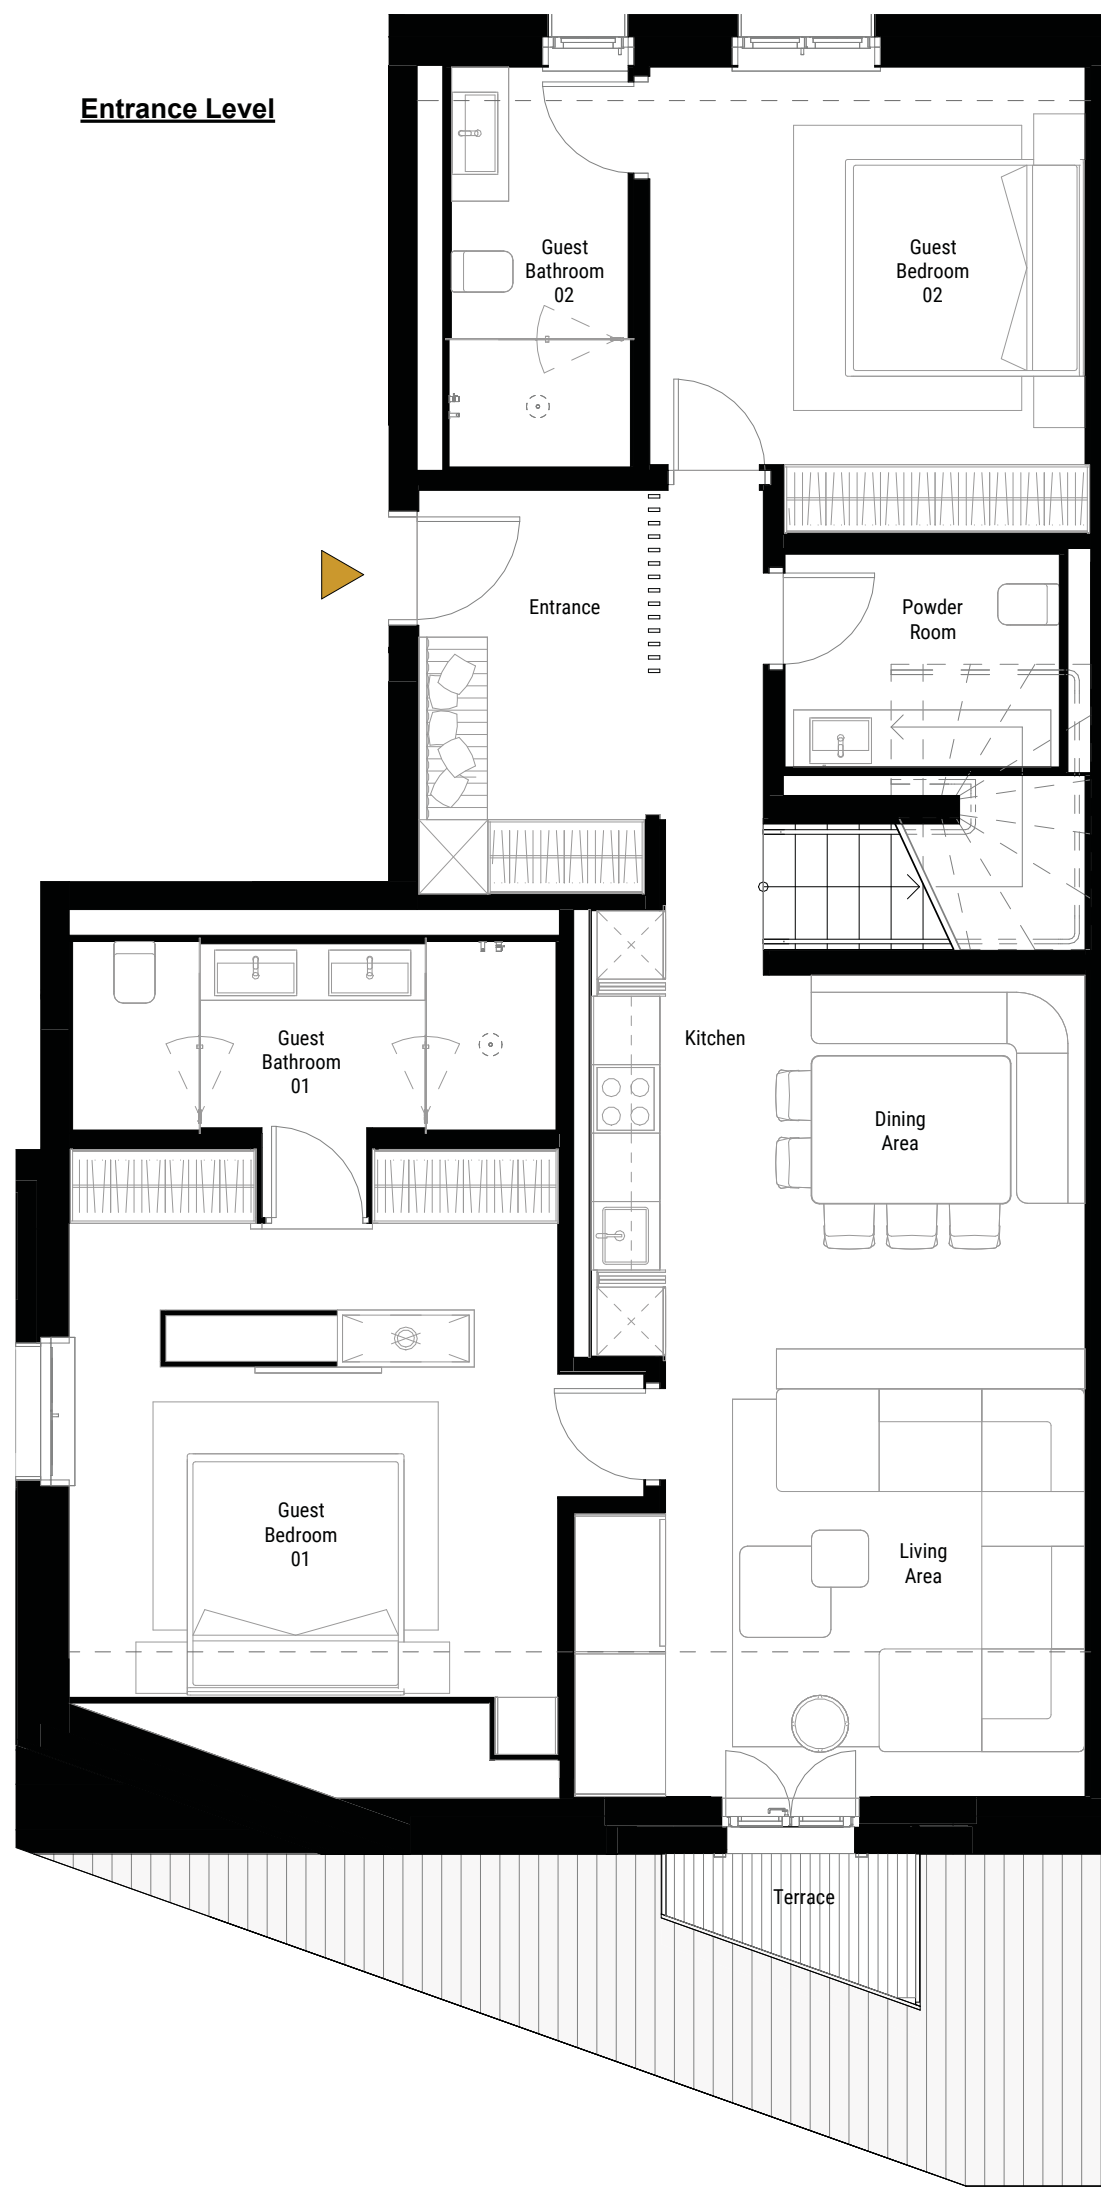 Entrance Level
Guest
Bathroom
02
Guest
Bedroom
02
Entrance
Powder
Room
Kitchen
Guest
Bathroom
01
Dining
Area
Guest
Bedroom
01
Living
Area
Terrace